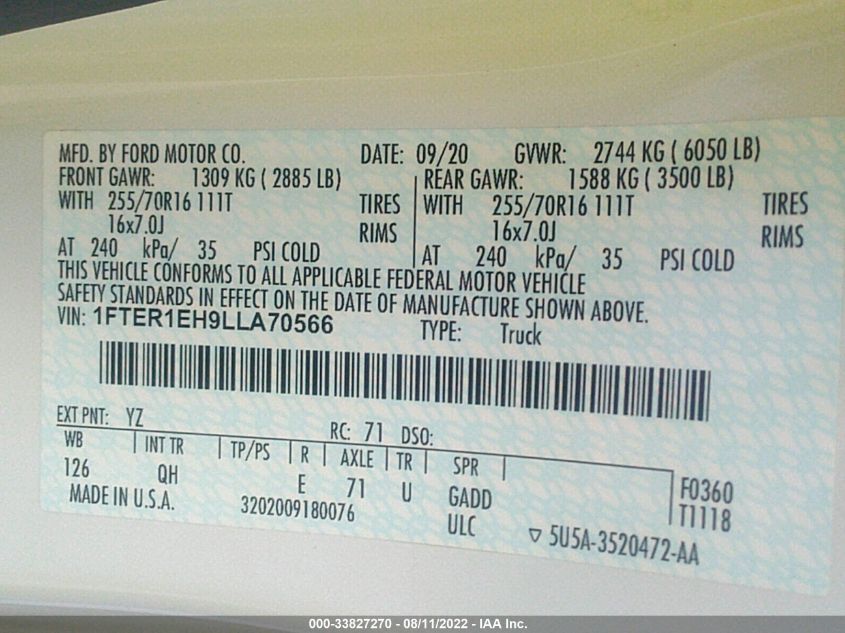 MFD. BY FORD MOTOR CO. DATE: 09/20 GVWR: 2744 KG ( 6050 LB)
FRONT GAWR: 1309 KG ( 2885 LB) REAR GAWR: 1588 KG ( 3500 LB)
WITH 255/70R16 111T TIRES WITH 255/70R16 111T TIRES
16x7.0J RIMS 16x7.0J RIMS
AT 240 kPa/ 35 PSI COLD AT 240 kPa/ 35 PSI COLD
THIS VEHICLE CONFORMS TO ALL APPLICABLE FEDERAL MOTOR VEHICLE
SAFETY STANDARDS IN EFFECT ON THE DATE OF MANUFACTURE SHOWN ABOVE.
VIN: 1FTER1EH9LLA70566 TYPE: Truck
EXT PNT: YZ RC: 71 DSO:
WB INT TR TP/PS R AXLE TR SPR
126 QH E 71 U GADD F0360
MADE IN U.S.A. 3202009180076 ULC T1118
▽ 5U5A-3520472-AA
000-33827270 - 08/11/2022 - IAA Inc.